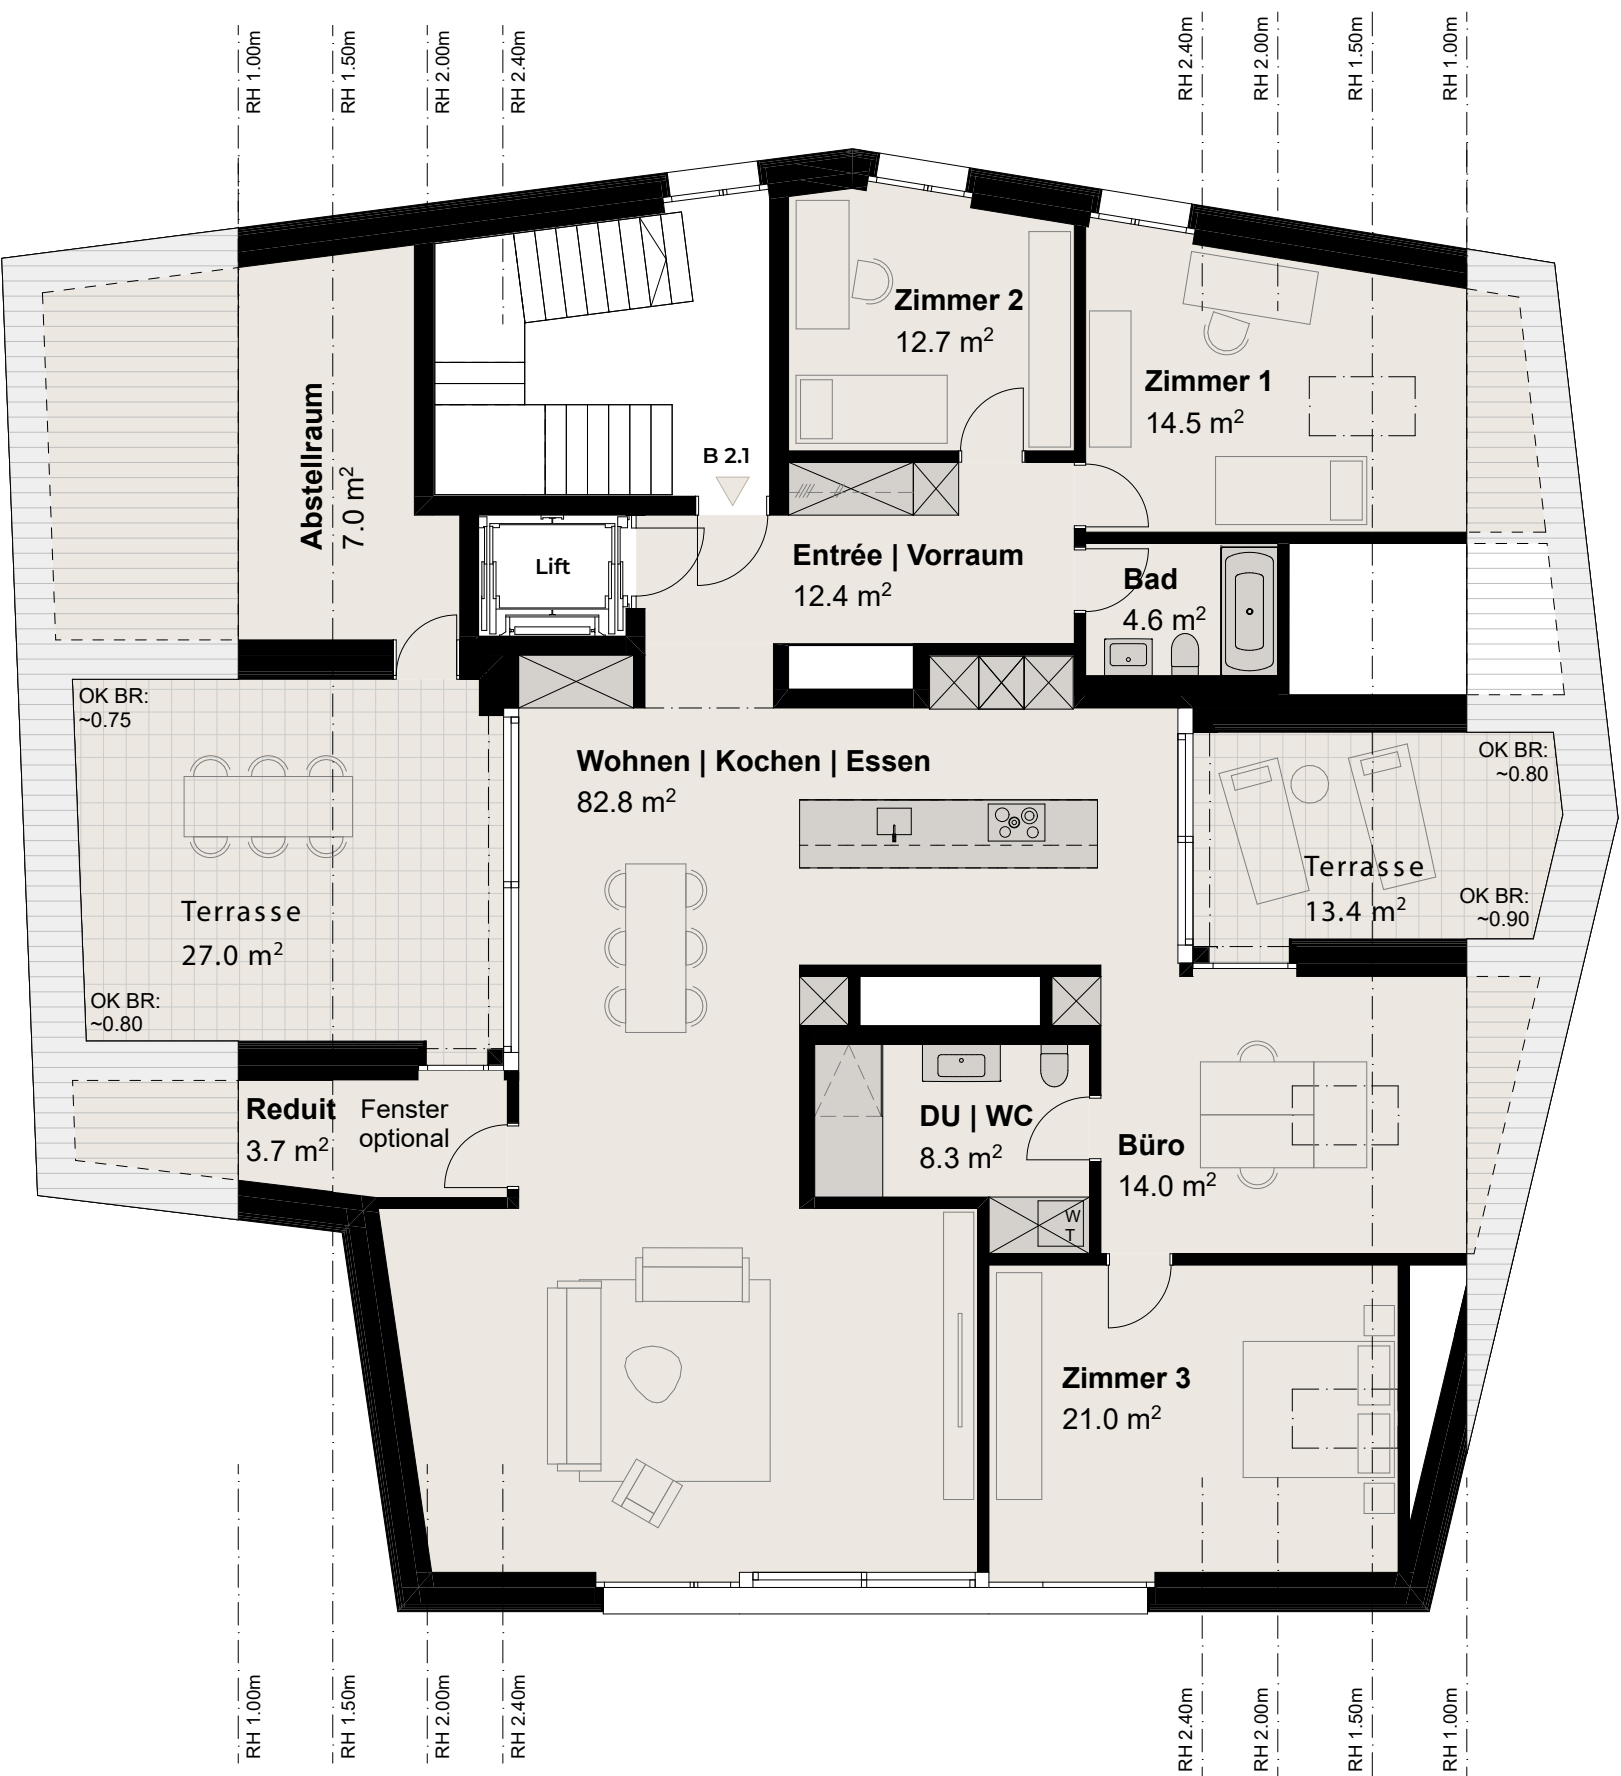 RH 1.00m
RH 1.50m
RH 2.00m
RH 2.40m
RH 2.40m
RH 2.00m
RH 1.50m
RH 1.00m
Zimmer 2
12.7 m²
Zimmer 1
14.5 m²
Abstellraum
7.0 m²
B 2.1
Lift
Entrée | Vorraum
12.4 m²
Bad
4.6 m²
OK BR:
~0.75
Wohnen | Kochen | Essen
82.8 m²
OK BR:
~0.80
Terrasse
13.4 m²
OK BR:
~0.90
Terrasse
27.0 m²
OK BR:
~0.80
Reduit
3.7 m²
Fenster
optional
DU | WC
8.3 m²
Büro
14.0 m²
W
T
Zimmer 3
21.0 m²
RH 1.00m
RH 1.50m
RH 2.00m
RH 2.40m
RH 2.40m
RH 2.00m
RH 1.50m
RH 1.00m